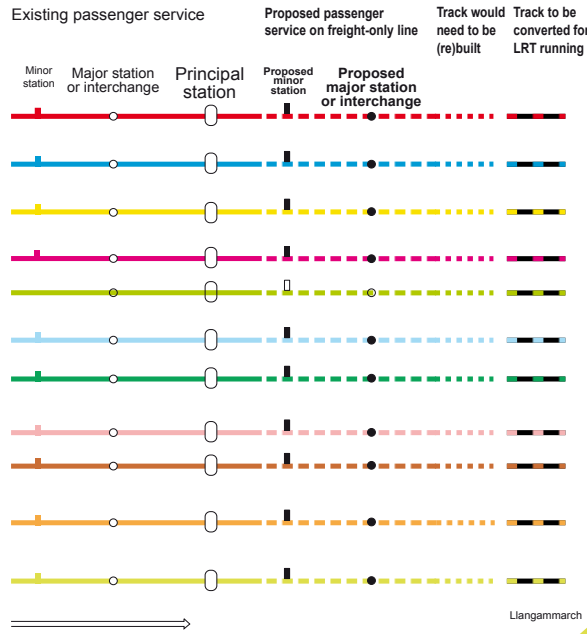 Existing passenger service
Proposed passenger
service on freight-only line
Track would
need to be
(re)built
Track to be
converted for
LRT running
Minor
station
Major station
or interchange
Principal
station
Proposed
minor
station
Proposed
major station
or interchange
Llangammarch